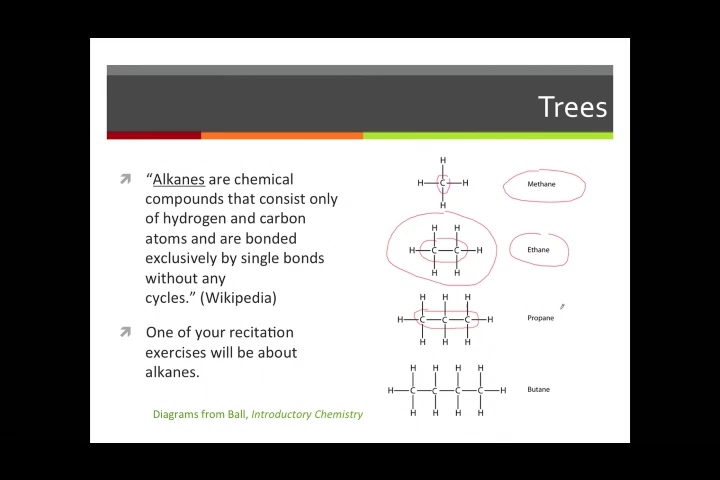 Trees
“Alkanes are chemical
compounds that consist only
of hydrogen and carbon
atoms and are bonded
exclusively by single bonds
without any
cycles.” (Wikipedia)
One of your recitation
exercises will be about
alkanes.
Diagrams from Ball, Introductory Chemistry
H
H C H Methane
H
H H
H C C H Ethane
H H
H H H
H C C C H Propane
H H H
H H H H
H C C C C H Butane
H H H H